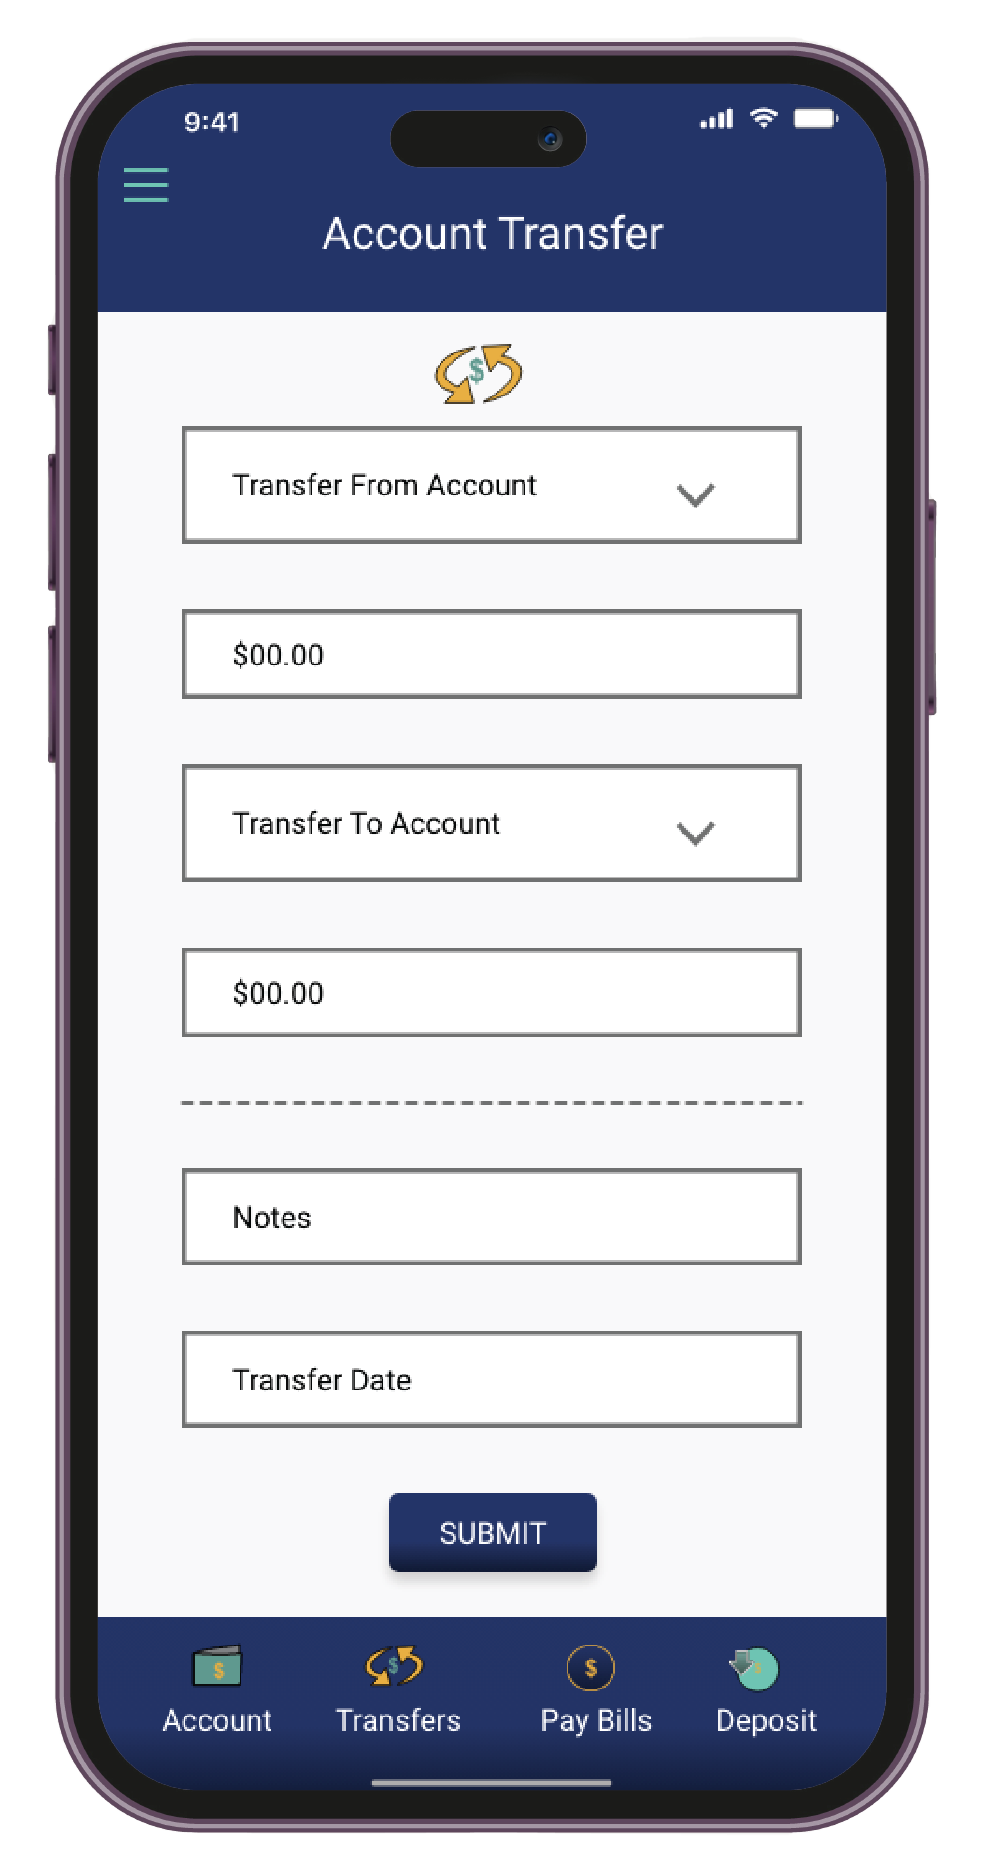 9:41
Account Transfer
$
Transfer From Account
$00.00
Transfer To Account
$00.00
Notes
Transfer Date
SUBMIT
$ $ $ $
Account Transfers Pay Bills Deposit